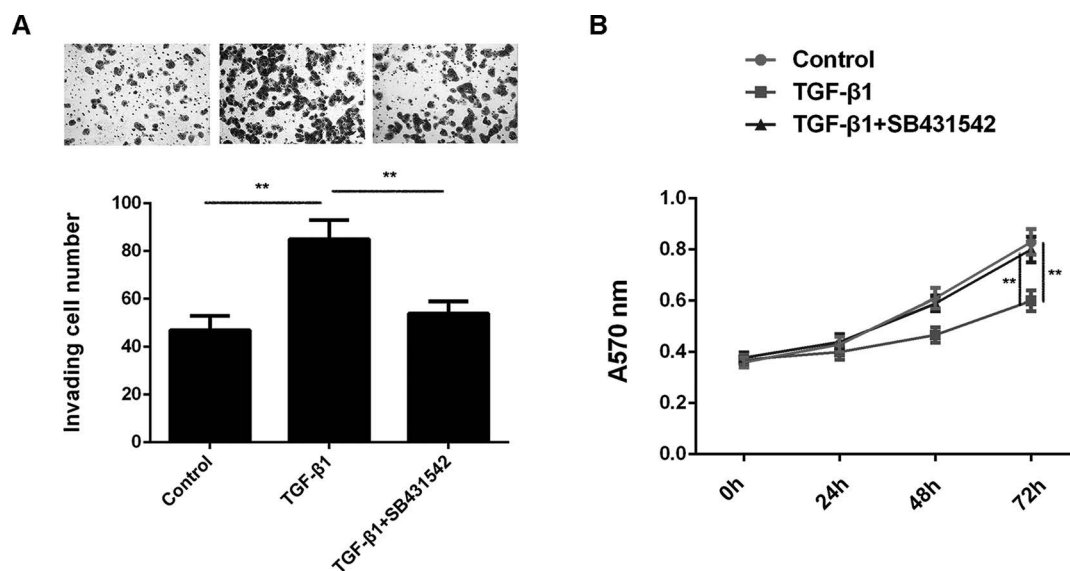 A
**
**
100
80
60
40
20
0
Invading cell number
Control
TGF-β1
TGF-β1+SB431542
B
Control
TGF-β1
TGF-β1+SB431542
1.0
0.8
0.6
0.4
0.2
0.0
A570 nm
**
**
0h
24h
48h
72h